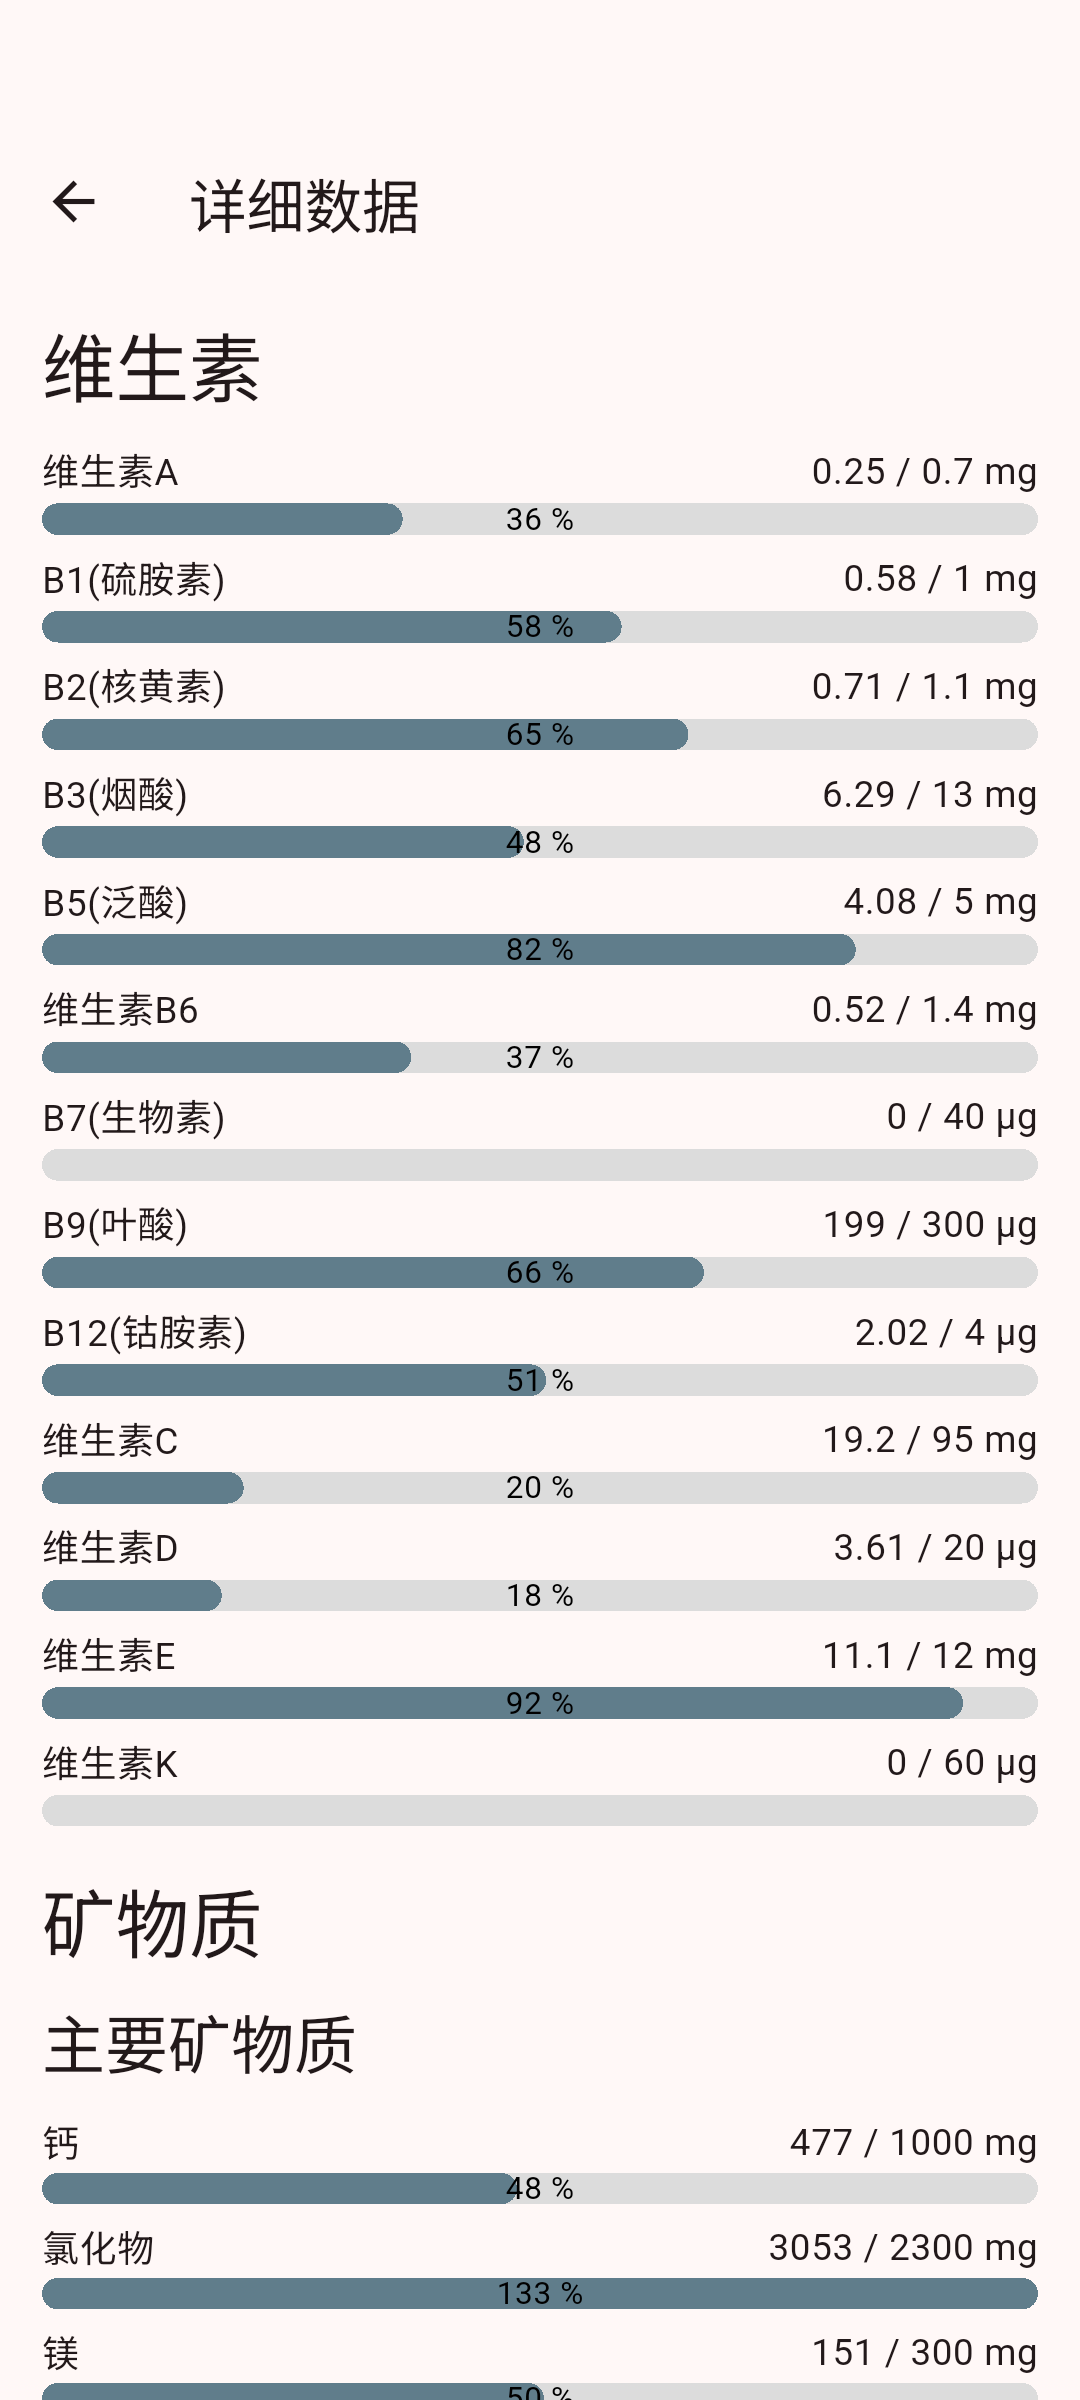 详细数据
维生素
维生素A 0.25 / 0.7 mg
36 %
B1(硫胺素) 0.58 / 1 mg
58 %
B2(核黄素) 0.71 / 1.1 mg
65 %
B3(烟酸) 6.29 / 13 mg
48 %
B5(泛酸) 4.08 / 5 mg
82 %
维生素B6 0.52 / 1.4 mg
37 %
B7(生物素) 0 / 40 µg
B9(叶酸) 199 / 300 µg
66 %
B12(钴胺素) 2.02 / 4 µg
51 %
维生素C 19.2 / 95 mg
20 %
维生素D 3.61 / 20 µg
18 %
维生素E 11.1 / 12 mg
92 %
维生素K 0 / 60 µg
矿物质
主要矿物质
钙 477 / 1000 mg
48 %
氯化物 3053 / 2300 mg
133 %
镁 151 / 300 mg
50 %